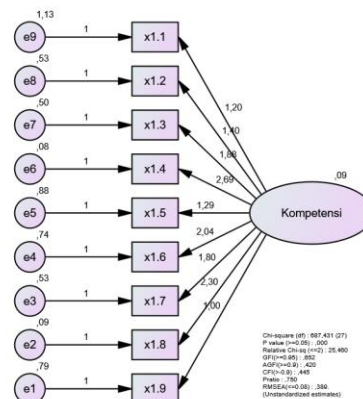 1,13
e9 1 x1.1
,53
e8 1 x1.2
,50
e7 1 x1.3
,08
e6 1 x1.4
,88
e5 1 x1.5
,74
e4 1 x1.6
,53
e3 1 x1.7
,09
e2 1 x1.8
,79
e1 1 x1.9
1,20
1,40
1,88
2,69
1,29
2,04
1,80
2,30
1,00
,09
Kompetensi
Chi-square (df) : 687,431 (27)
P value (>=0.05) : ,000
Relative Chi-sq (<=2) : 25,460
GFI(>=0.95) : ,652
AGFI(>=0.9) : ,420
CFI(>=0.9) : ,445
Pratio : ,750
RMSEA(<=0.08) : ,389.
(Unstandardized estimates)